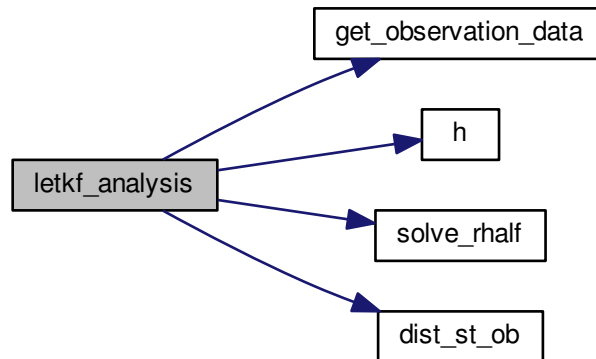 get_observation_data
h
letkf_analysis
solve_rhalf
dist_st_ob